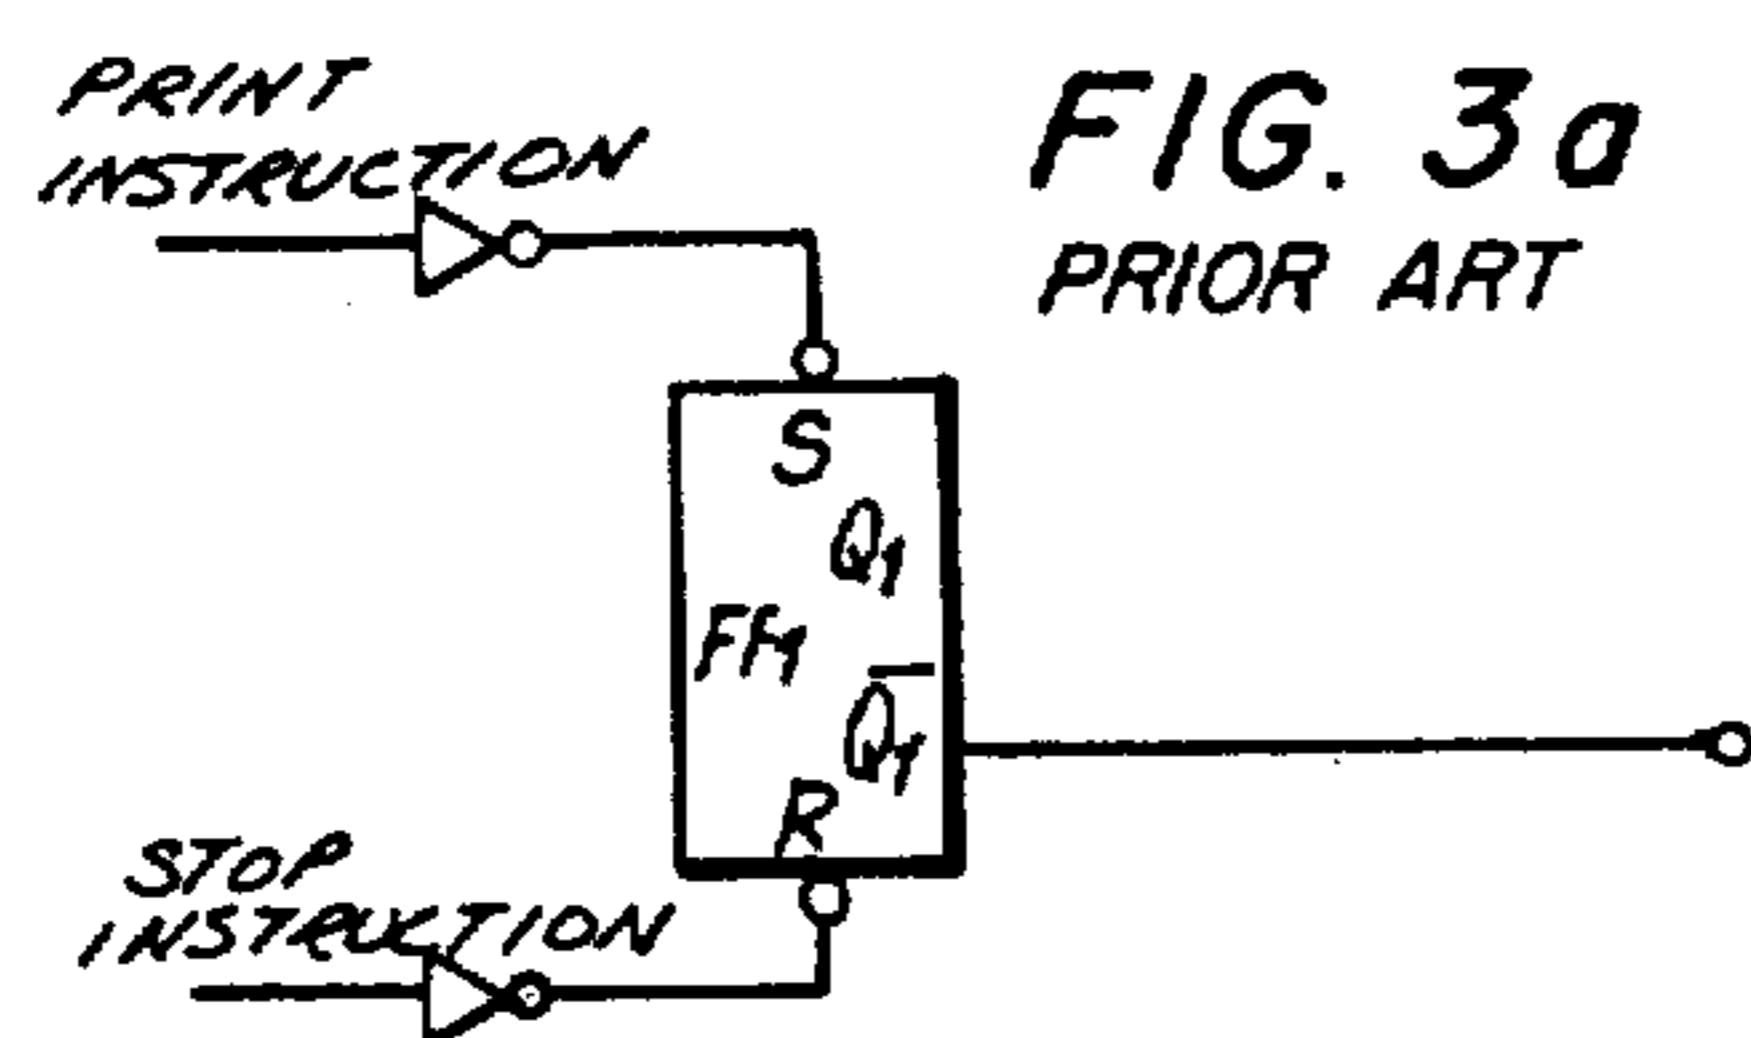 PRINT
INSTRUCTION
FIG. 3a
PRIOR ART
S
Q1
FF1
Q̅1
R
STOP
INSTRUCTION